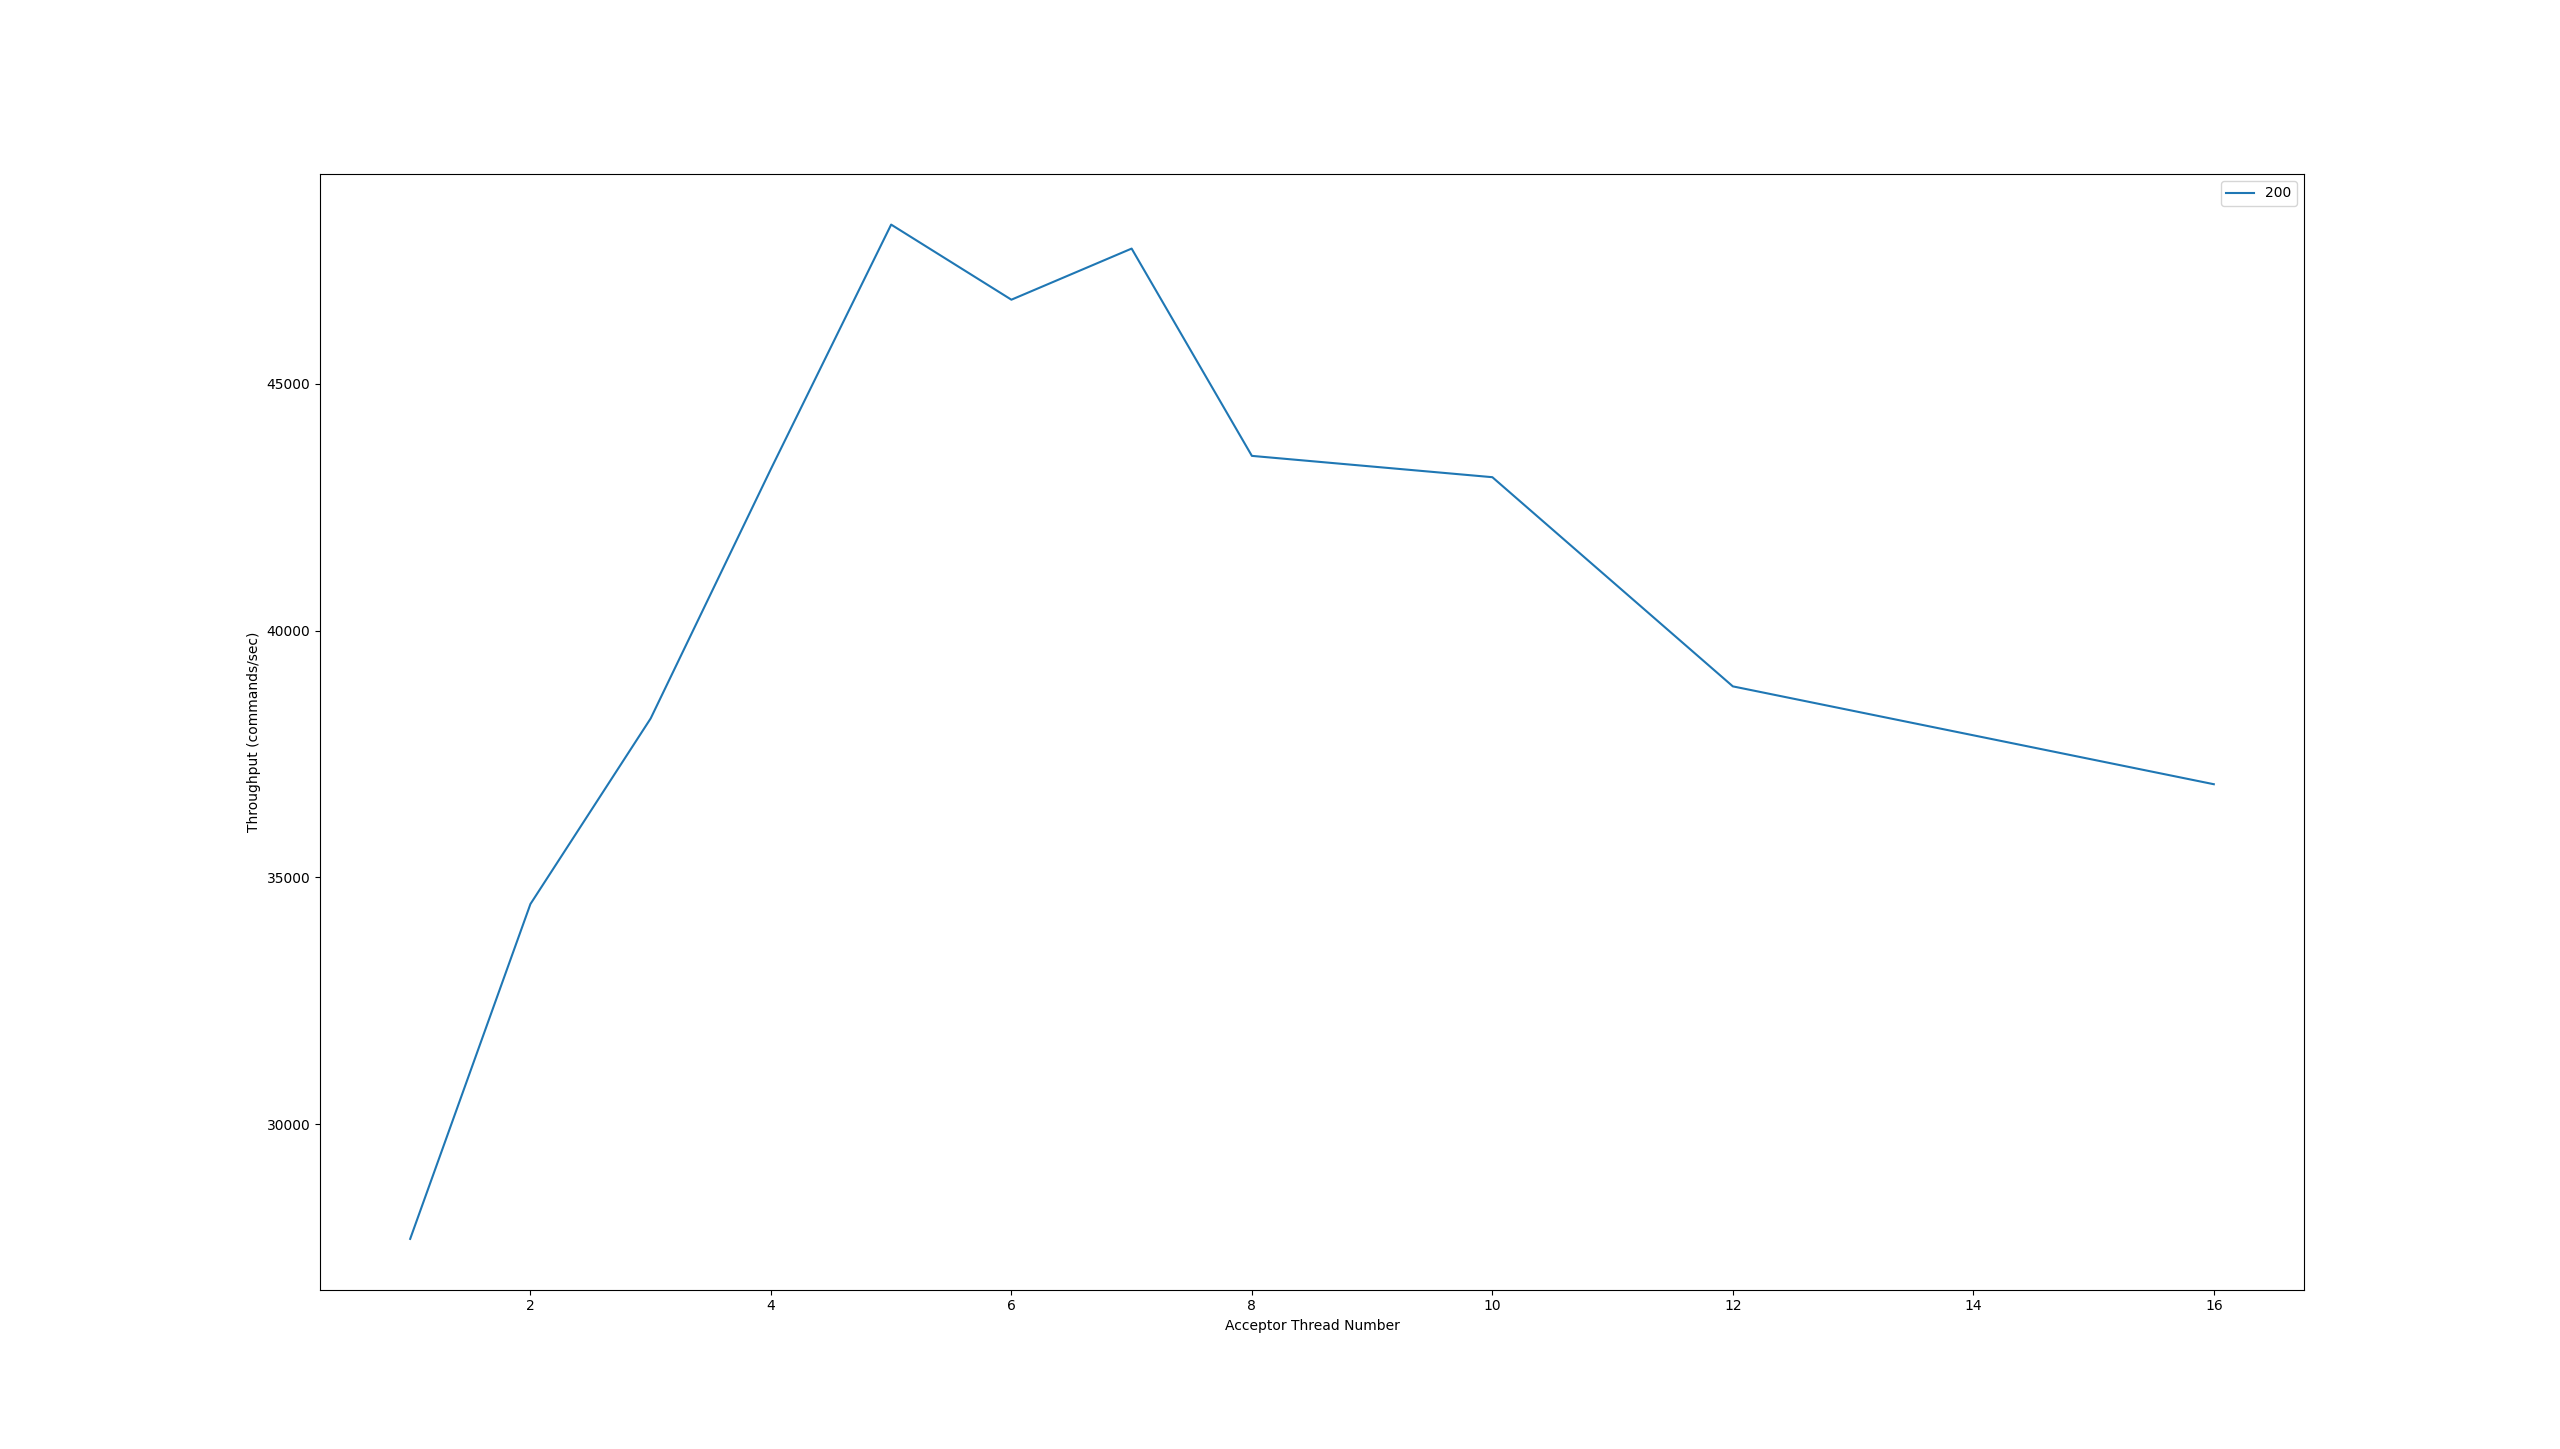 200
45000
40000
35000
30000
Throughput (commands/sec)
2 4 6 8 10 12 14 16
Acceptor Thread Number